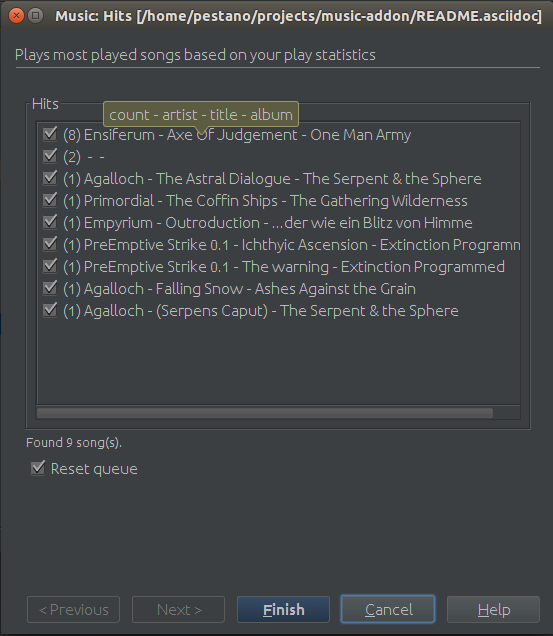 Music: Hits [/home/pestano/projects/music-addon/README.asciidoc]
Plays most played songs based on your play statistics
Hits
count - artist - title - album
(8) Ensiferum - Axe Of Judgement - One Man Army
(2) - -
(1) Agalloch - The Astral Dialogue - The Serpent & the Sphere
(1) Primordial - The Coffin Ships - The Gathering Wilderness
(1) Empyrium - Outroduction - ...der wie ein Blitz von Himme
(1) PreEmptive Strike 0.1 - Ichthyic Ascension - Extinction Programm
(1) PreEmptive Strike 0.1 - The warning - Extinction Programmed
(1) Agalloch - Falling Snow - Ashes Against the Grain
(1) Agalloch - (Serpens Caput) - The Serpent & the Sphere
Found 9 song(s).
Reset queue
< Previous Next > Finish Cancel Help